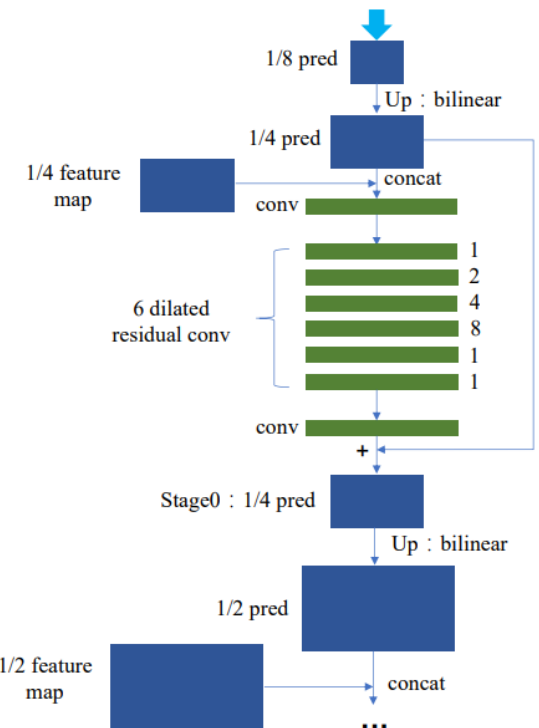 1/8 pred
Up：bilinear
1/4 pred
1/4 feature
map
concat
conv
1
2
4
8
1
1
6 dilated
residual conv
conv
+
Stage0：1/4 pred
Up：bilinear
1/2 pred
1/2 feature
map
concat
...